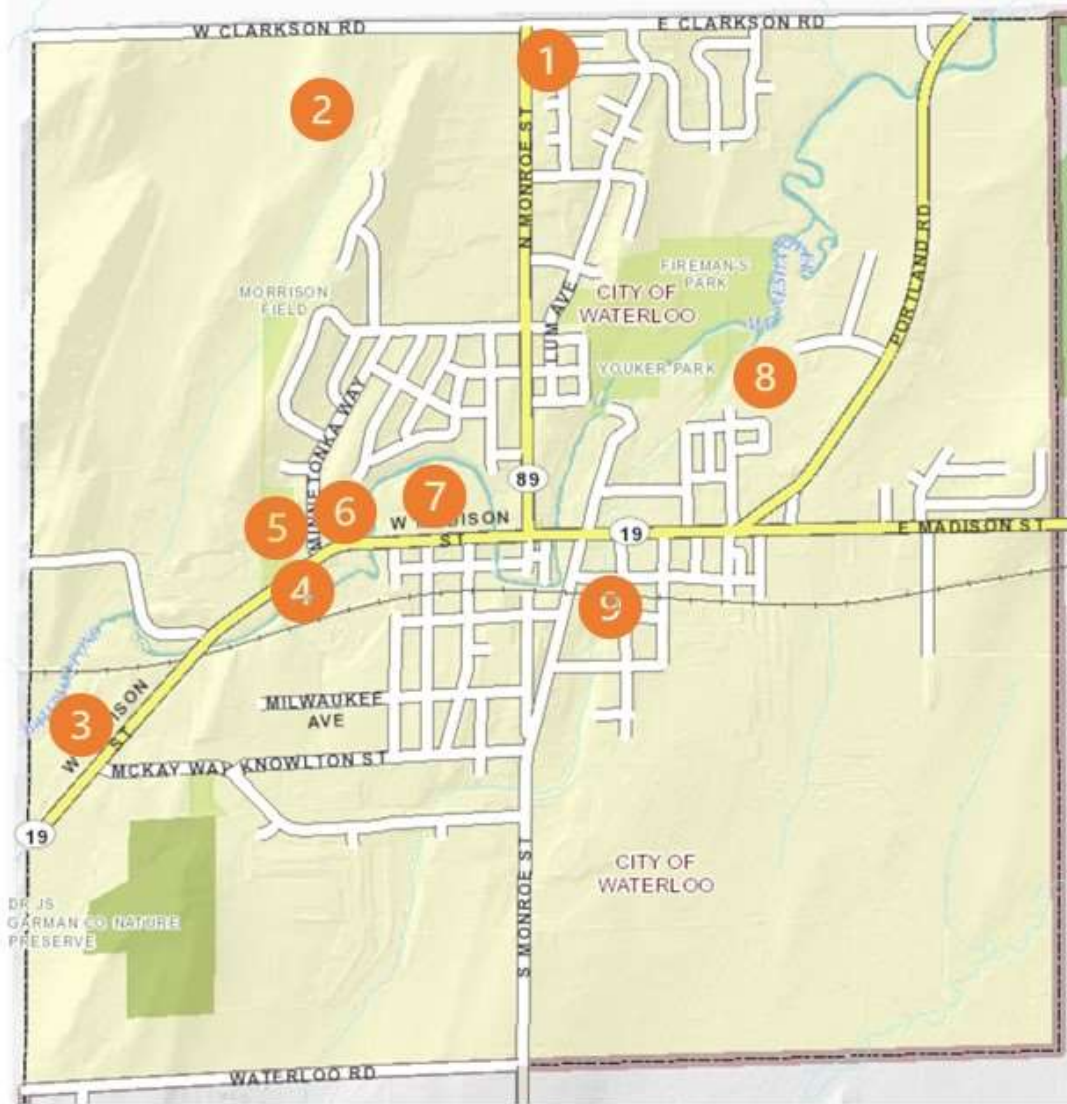 W CLARKSON RD
E CLARKSON RD
1
2
N MONROE ST
PORTLAND RD
FIREMAN'S
PARK
MORRISON
FIELD
CITY OF
WATERLOO
LUM AVE
YOUKER PARK
8
MINNETONKA WAY
89
7
6
5
W
ST
19
E MADISON ST
4
9
3
W
ST
MILWAUKEE
AVE
MCKAY WAY
KNOWLTON ST
19
S MONROE ST
CITY OF
WATERLOO
DR JS
GARMAN CO NATURE
PRESERVE
WATERLOO RD